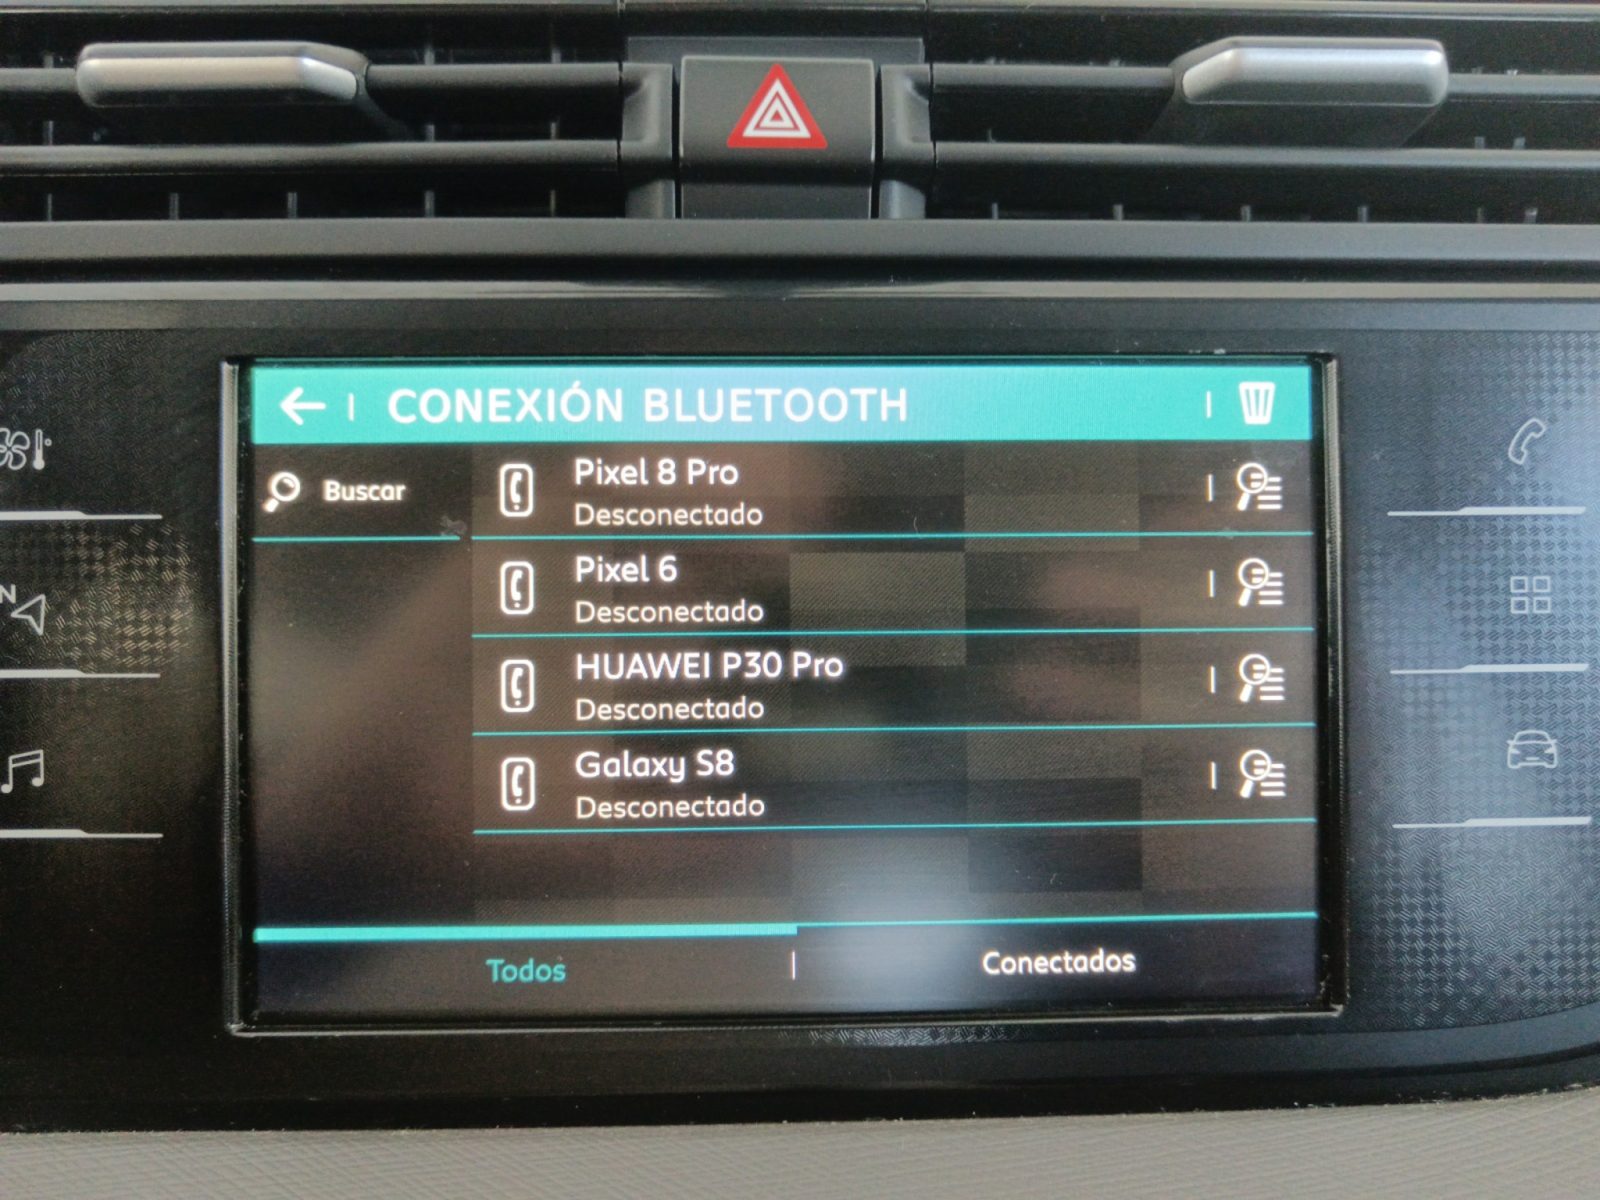 CONEXIÓN BLUETOOTH
Buscar
Pixel 8 Pro
Desconectado
Pixel 6
Desconectado
HUAWEI P30 Pro
Desconectado
Galaxy S8
Desconectado
Todos
Conectados
N